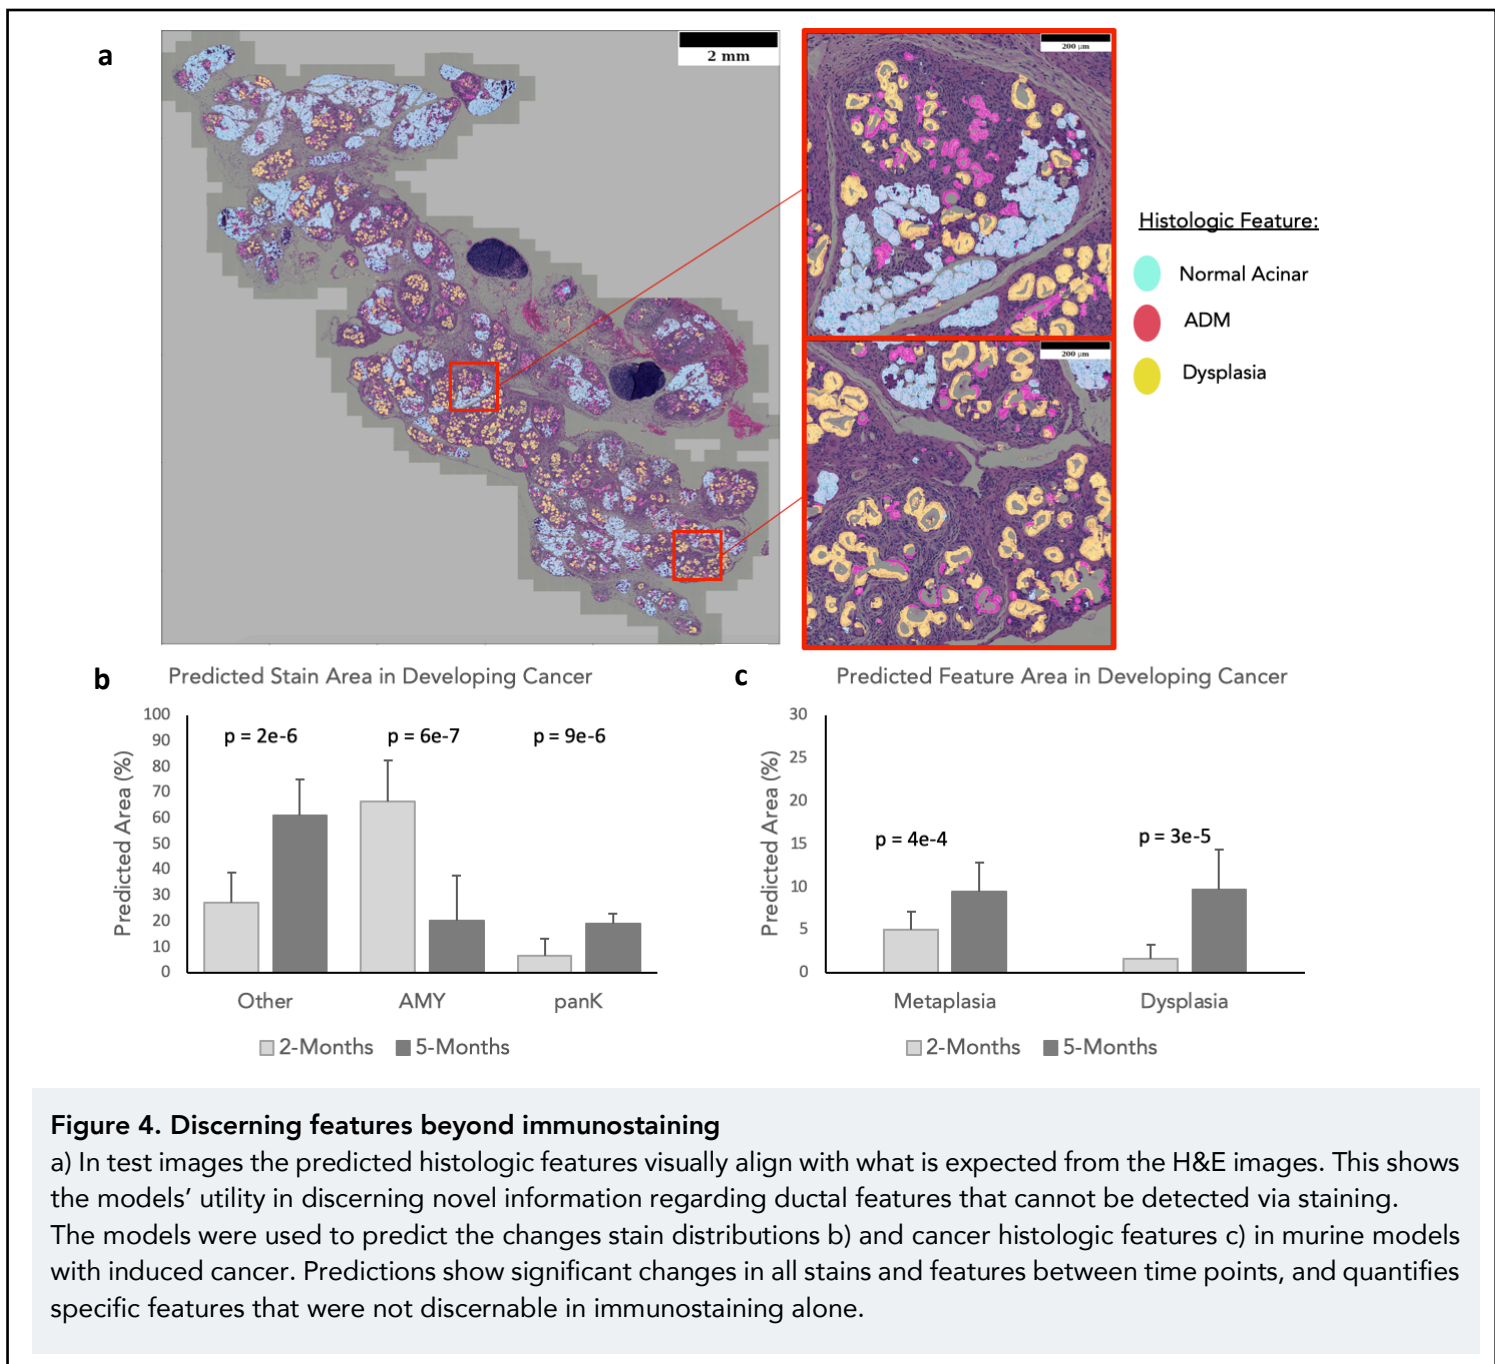 a
2 mm
200 µm
200 µm
Histologic Feature:
Normal Acinar
ADM
Dysplasia
b
Predicted Stain Area in Developing Cancer
Predicted Area (%)
100
90
80
70
60
50
40
30
20
10
0
p = 2e-6
p = 6e-7
p = 9e-6
Other
AMY
panK
2-Months
5-Months
c
Predicted Feature Area in Developing Cancer
Predicted Area (%)
30
25
20
15
10
5
0
p = 4e-4
p = 3e-5
Metaplasia
Dysplasia
2-Months
5-Months
Figure 4. Discerning features beyond immunostaining
a) In test images the predicted histologic features visually align with what is expected from the H&E images. This shows
the models’ utility in discerning novel information regarding ductal features that cannot be detected via staining.
The models were used to predict the changes stain distributions b) and cancer histologic features c) in murine models
with induced cancer. Predictions show significant changes in all stains and features between time points, and quantifies
specific features that were not discernable in immunostaining alone.